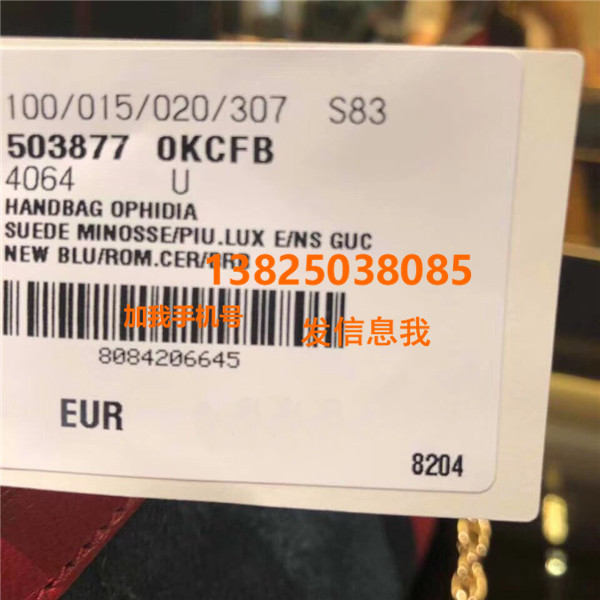 100/015/020/307 S83
503877 0KCFB
4064 U
HANDBAG OPHIDIA
SUEDE MINOSSE/PIU.LUX E/NS GUC
NEW BLU/ROM.CER/
13825038085
加我手机号 发信息我
8084206645
EUR
8204